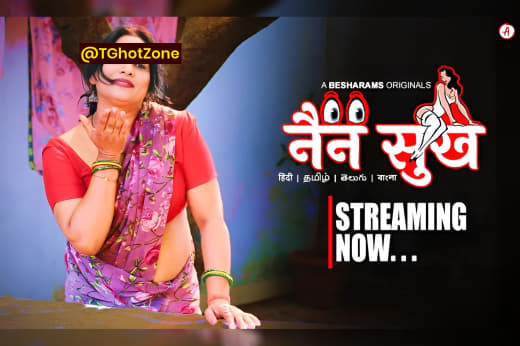 @TGhotZone
A BESHARAMS ORIGINALS
नैन सुख
हिंदी | தமிழ் | తెలుగు | বাংলা
STREAMING
NOW...
A